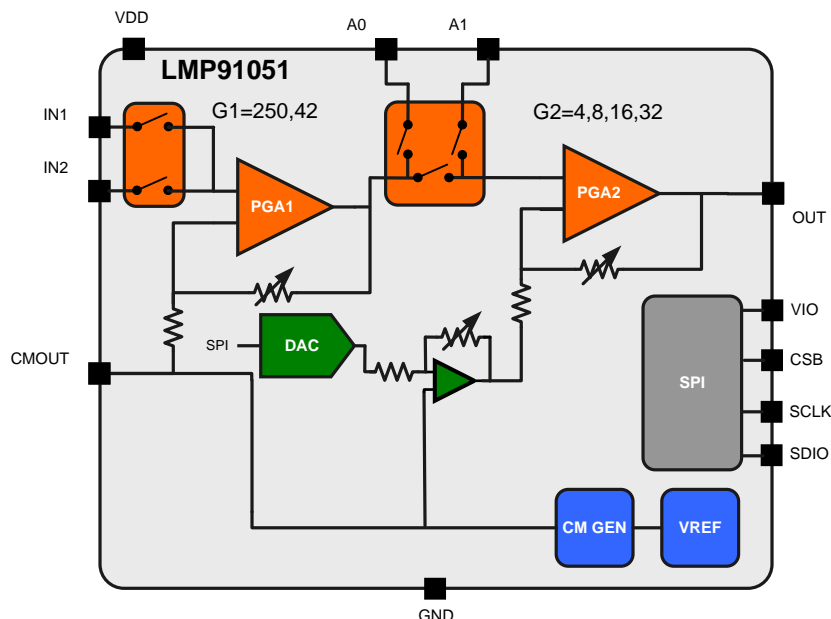 VDD
A0
A1
LMP91051
IN1
G1=250,42
G2=4,8,16,32
IN2
PGA1
PGA2
OUT
VIO
SPI
DAC
CMOUT
CSB
SPI
SCLK
SDIO
CM GEN
VREF
GND